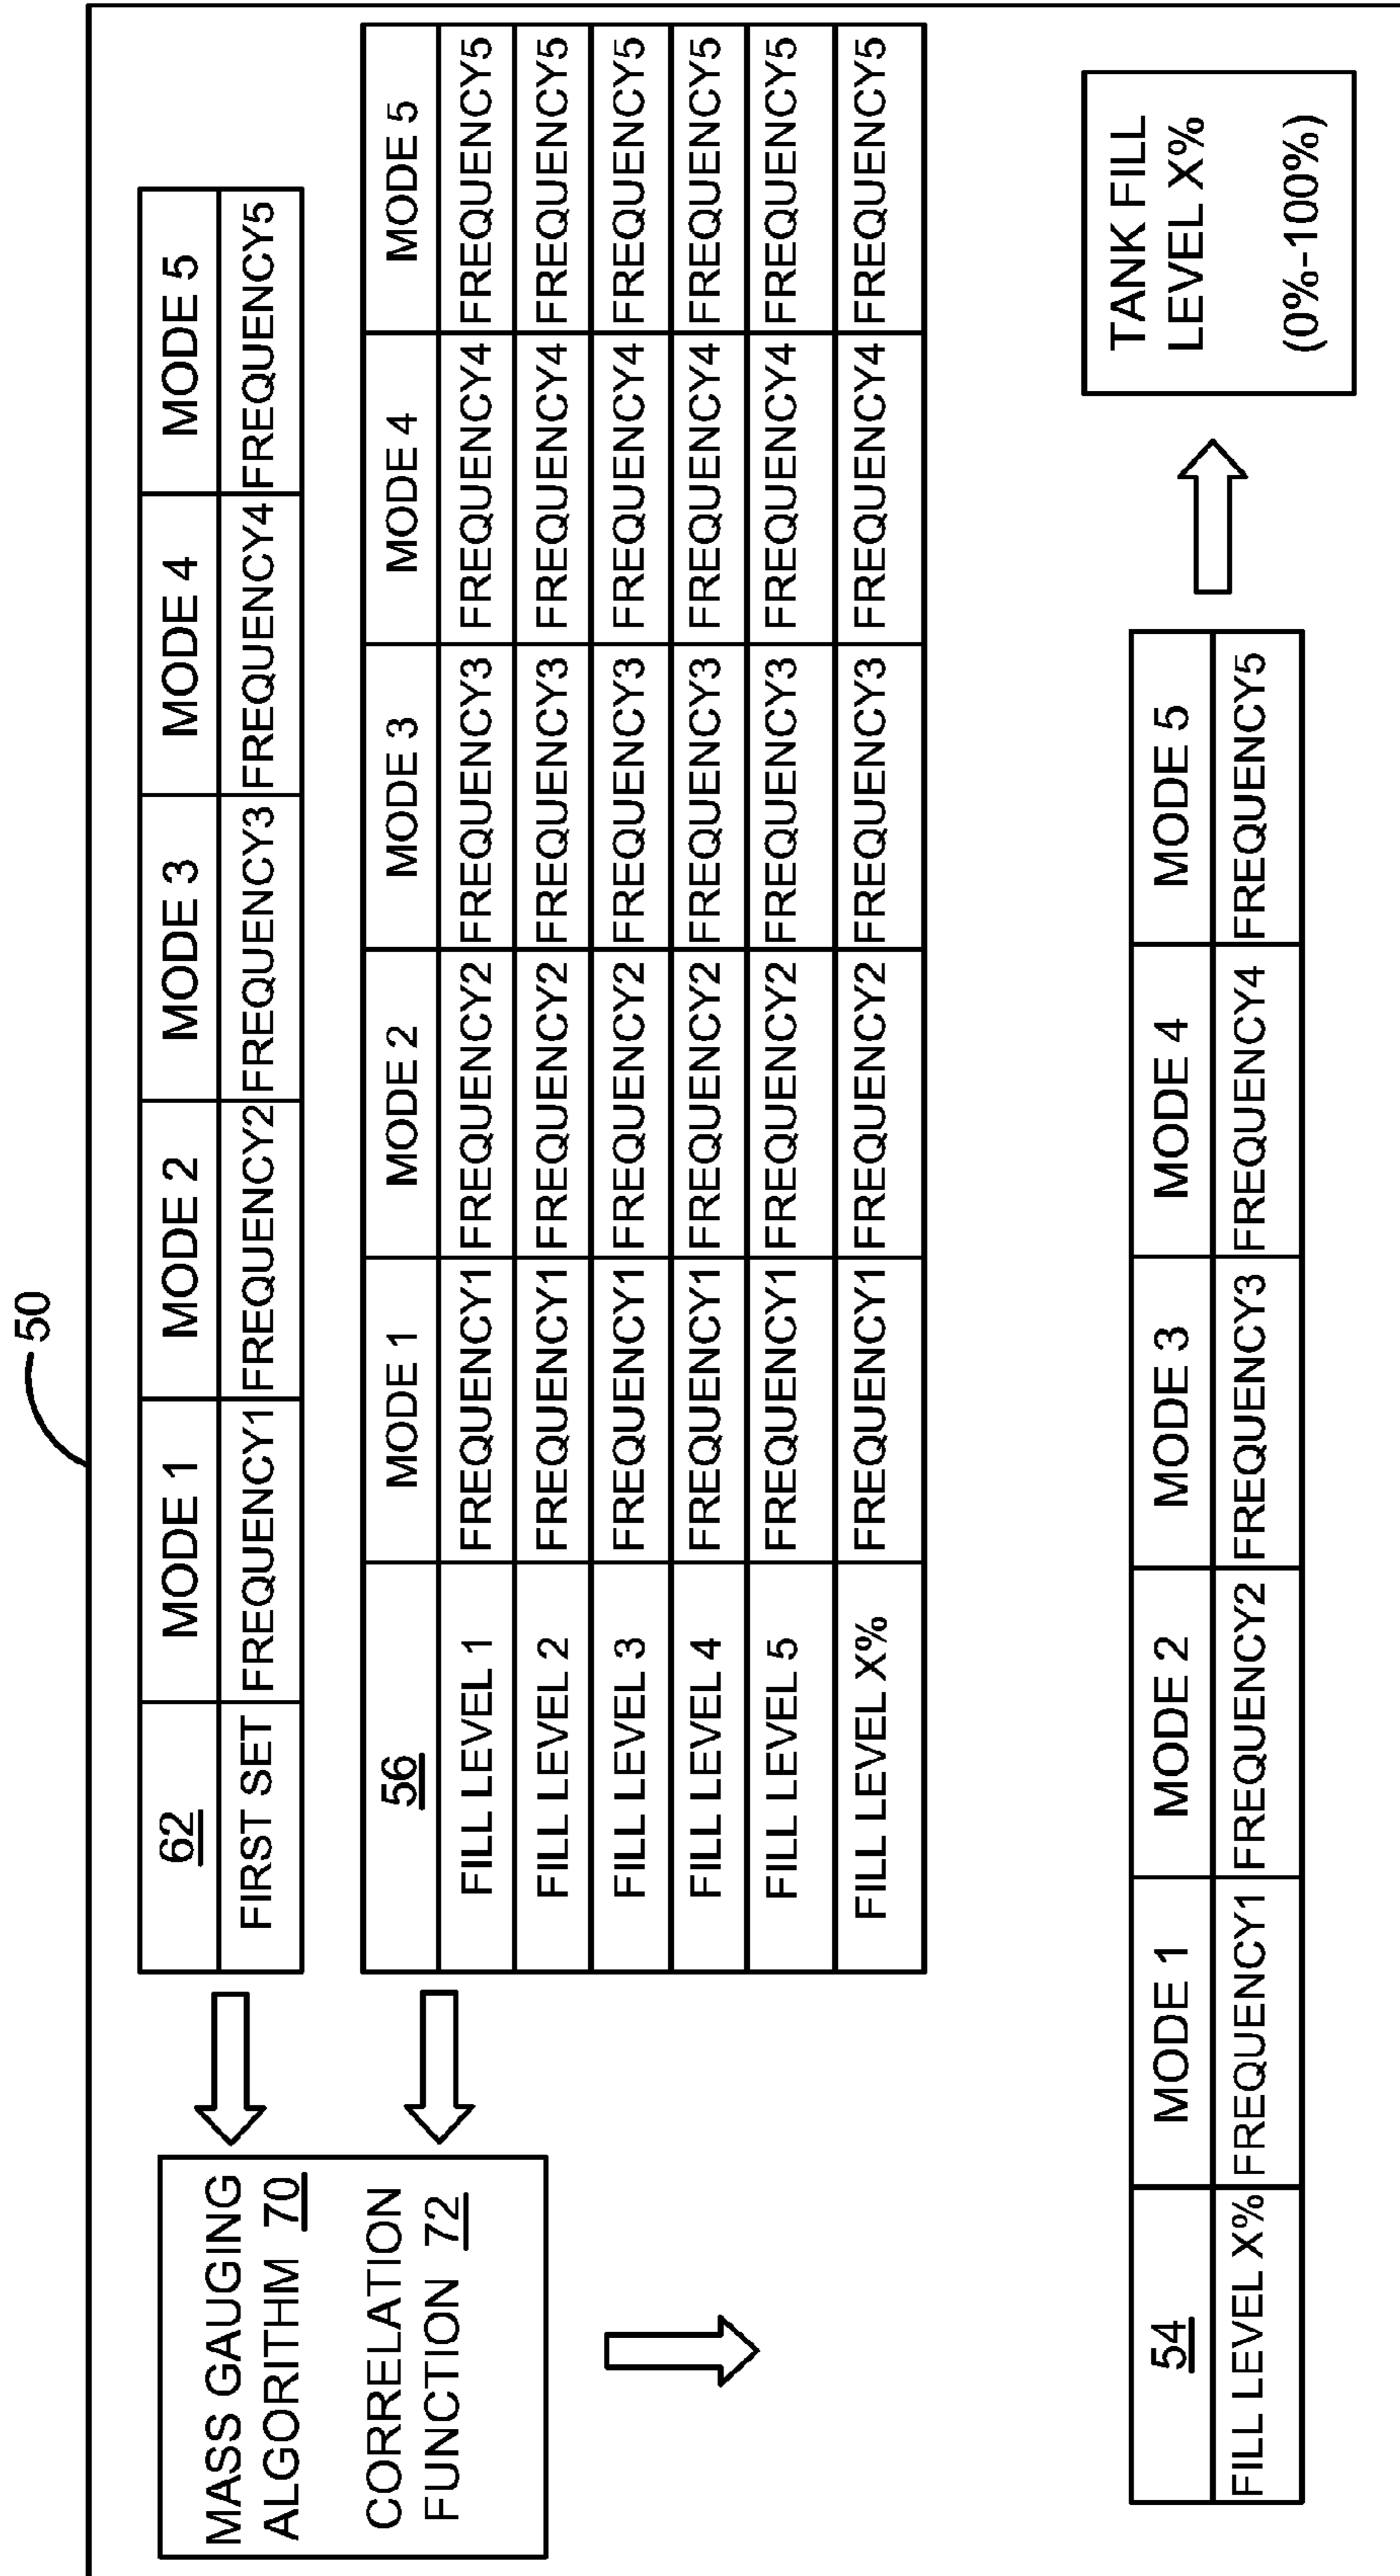 50
62 MODE 1 MODE 2 MODE 3 MODE 4 MODE 5
FIRST SET FREQUENCY1 FREQUENCY2 FREQUENCY3 FREQUENCY4 FREQUENCY5
MASS GAUGING
ALGORITHM 70
CORRELATION
FUNCTION 72
56 MODE 1 MODE 2 MODE 3 MODE 4 MODE 5
FILL LEVEL 1 FREQUENCY1 FREQUENCY2 FREQUENCY3 FREQUENCY4 FREQUENCY5
FILL LEVEL 2 FREQUENCY1 FREQUENCY2 FREQUENCY3 FREQUENCY4 FREQUENCY5
FILL LEVEL 3 FREQUENCY1 FREQUENCY2 FREQUENCY3 FREQUENCY4 FREQUENCY5
FILL LEVEL 4 FREQUENCY1 FREQUENCY2 FREQUENCY3 FREQUENCY4 FREQUENCY5
FILL LEVEL 5 FREQUENCY1 FREQUENCY2 FREQUENCY3 FREQUENCY4 FREQUENCY5
FILL LEVEL X% FREQUENCY1 FREQUENCY2 FREQUENCY3 FREQUENCY4 FREQUENCY5
54 MODE 1 MODE 2 MODE 3 MODE 4 MODE 5
FILL LEVEL X% FREQUENCY1 FREQUENCY2 FREQUENCY3 FREQUENCY4 FREQUENCY5
TANK FILL
LEVEL X%
(0%-100%)